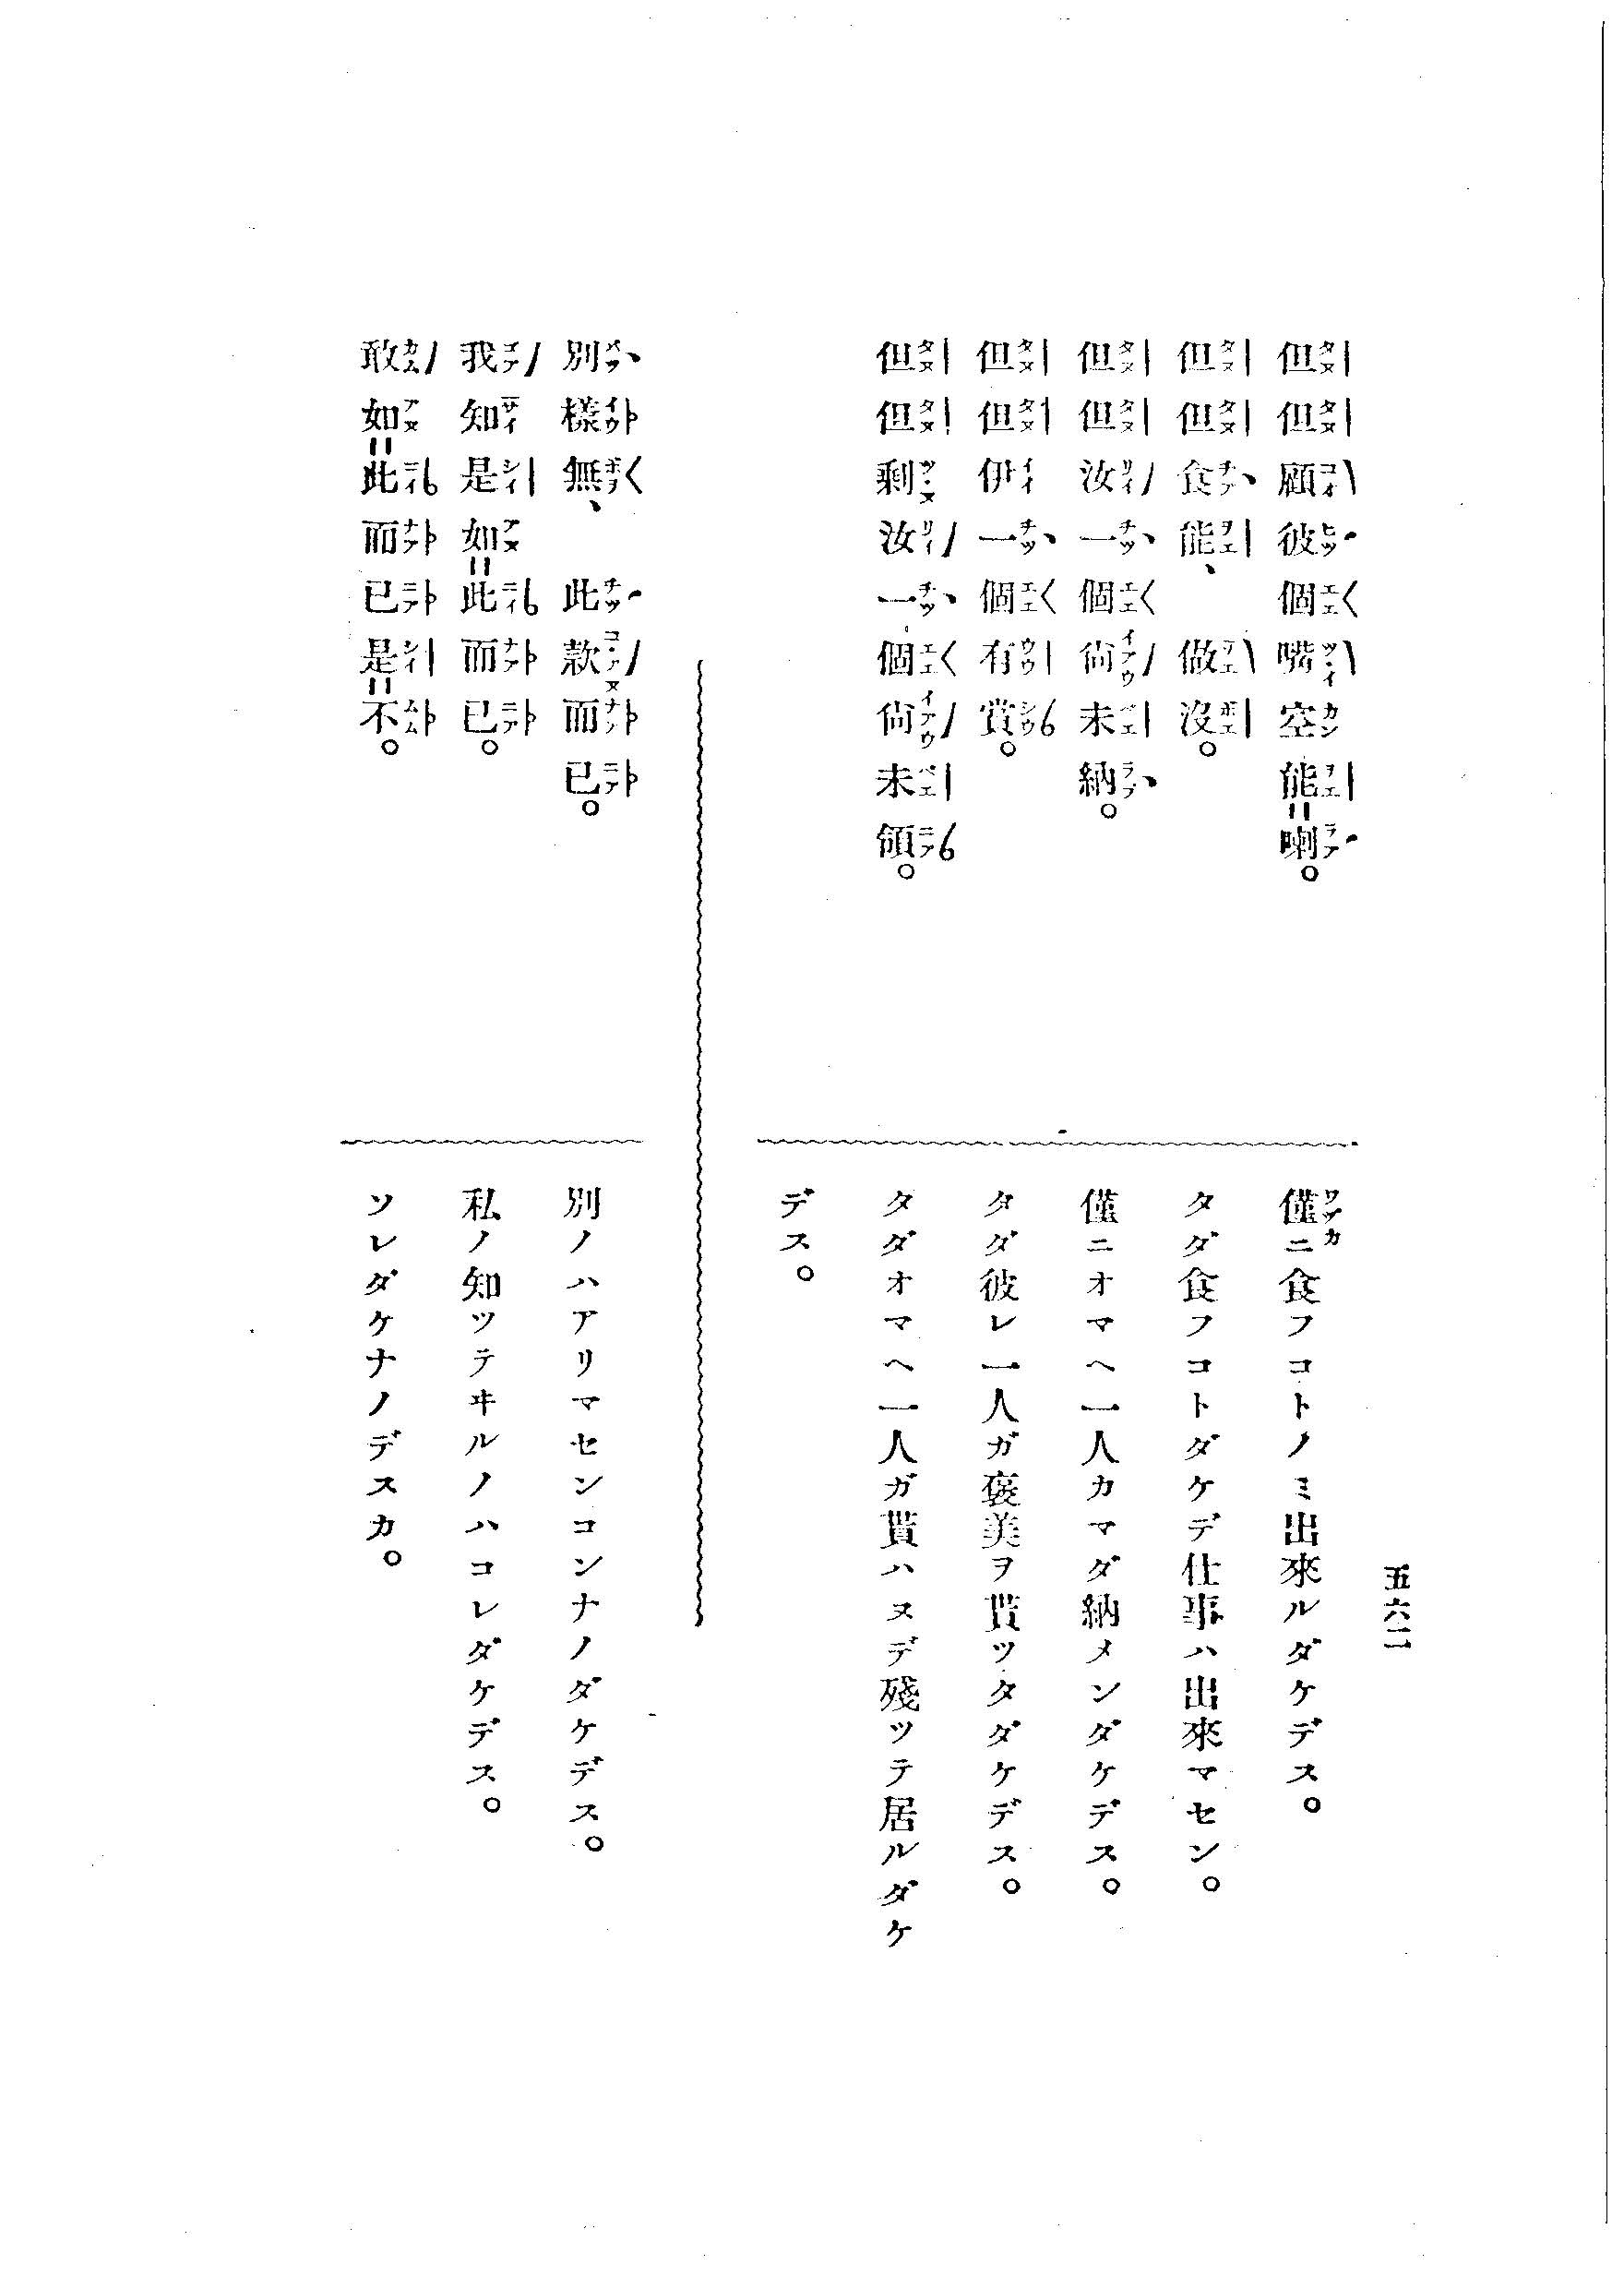 五六二
但但顧彼個嘴空能=喇。
僅ニ食フコトノミ出來ルダケデス。
但但食能、做沒。
タダ食フコトダケデ仕事ハ出來マセン。
但但汝一個尙未納。
僅ニオマヘ一人カマダ納メンダケデス。
但但伊一個有賞。
タダ彼レ一人ガ褒美ヲ貰ツタダケデス。
但但剩汝一個尙未領。
タダオマヘ一人ガ貰ハヌデ殘ツテ居ルダケ
デス。
別樣無、此款而已。
別ノハアリマセンコンナノダケデス。
我知是如=此而已。
私ノ知ツテヰルノハコレダケデス。
敢如=此而已是=不。
ソレダケナノデスカ。